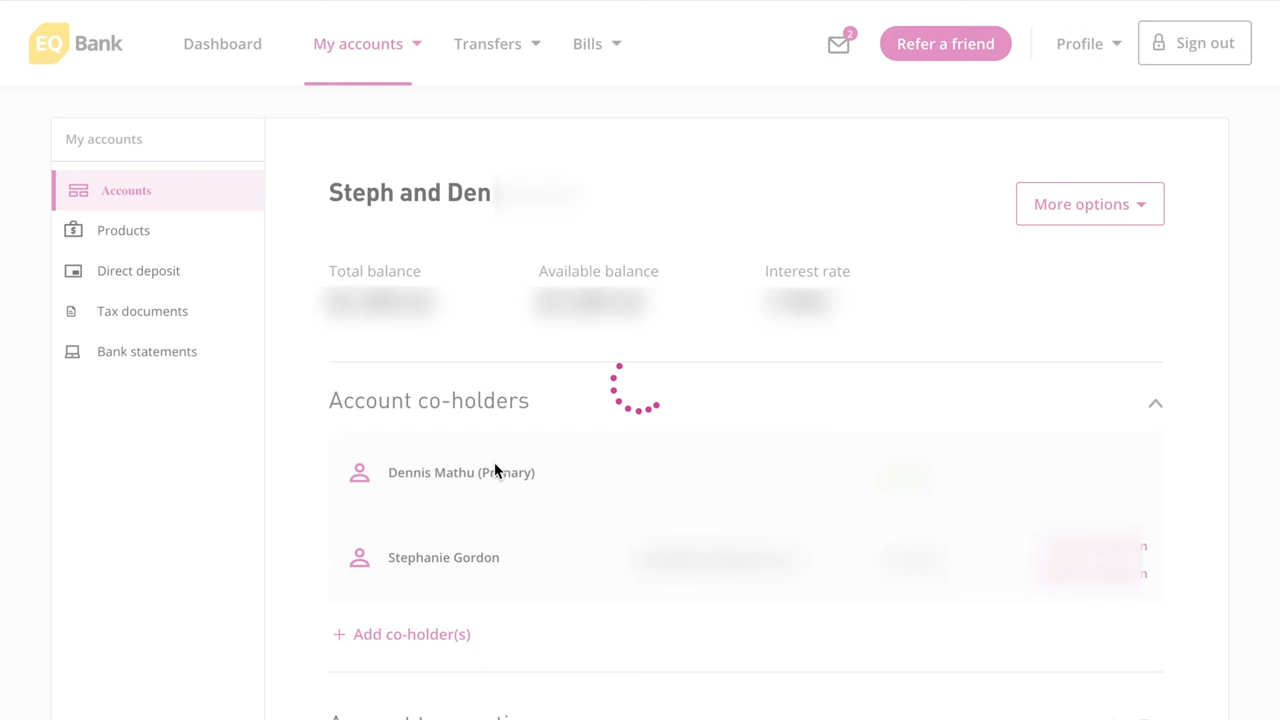 EQ Bank
Dashboard
My accounts
Transfers
Bills
2
Refer a friend
Profile
Sign out
My accounts
Accounts
Products
Direct deposit
Tax documents
Bank statements
Steph and Den
More options
Total balance
Available balance
Interest rate
Account co-holders
Dennis Mathu (Primary)
Stephanie Gordon
+ Add co-holder(s)